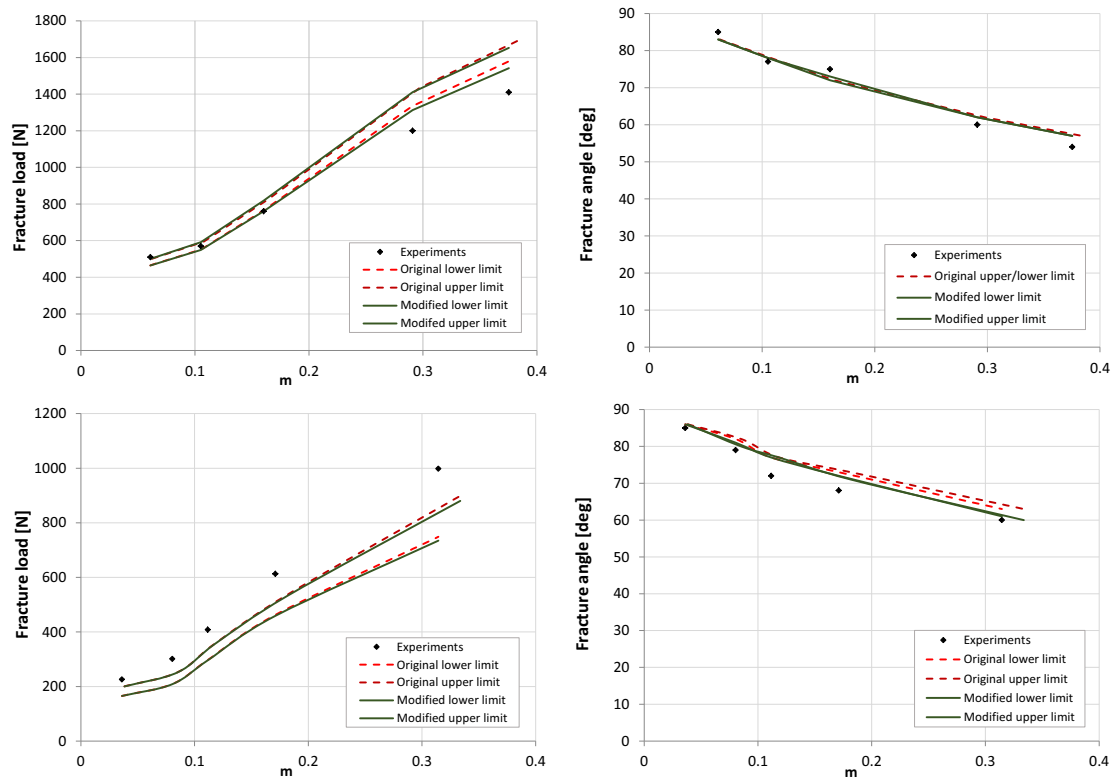 1800
1600
1400
1200
1000
800
600
400
200
0
Fracture load [N]
Experiments
Original lower limit
Original upper limit
Modified lower limit
Modifed upper limit
0 0.1 0.2 0.3 0.4
m
90
80
70
60
50
40
30
20
10
0
Fracture angle [deg]
Experiments
Original upper/lower limit
Modifed lower limit
Modified upper limit
0 0.1 0.2 0.3 0.4
m
1200
1000
800
600
400
200
0
Fracture load [N]
Experiments
Original lower limit
Original upper limit
Modified lower limit
Modified upper limit
0 0.1 0.2 0.3 0.4
m
90
80
70
60
50
40
30
20
10
0
Fracture angle [deg]
Experiments
Original lower limit
Original upper limit
Modified lower limit
Modified upper limit
0 0.1 0.2 0.3 0.4
m